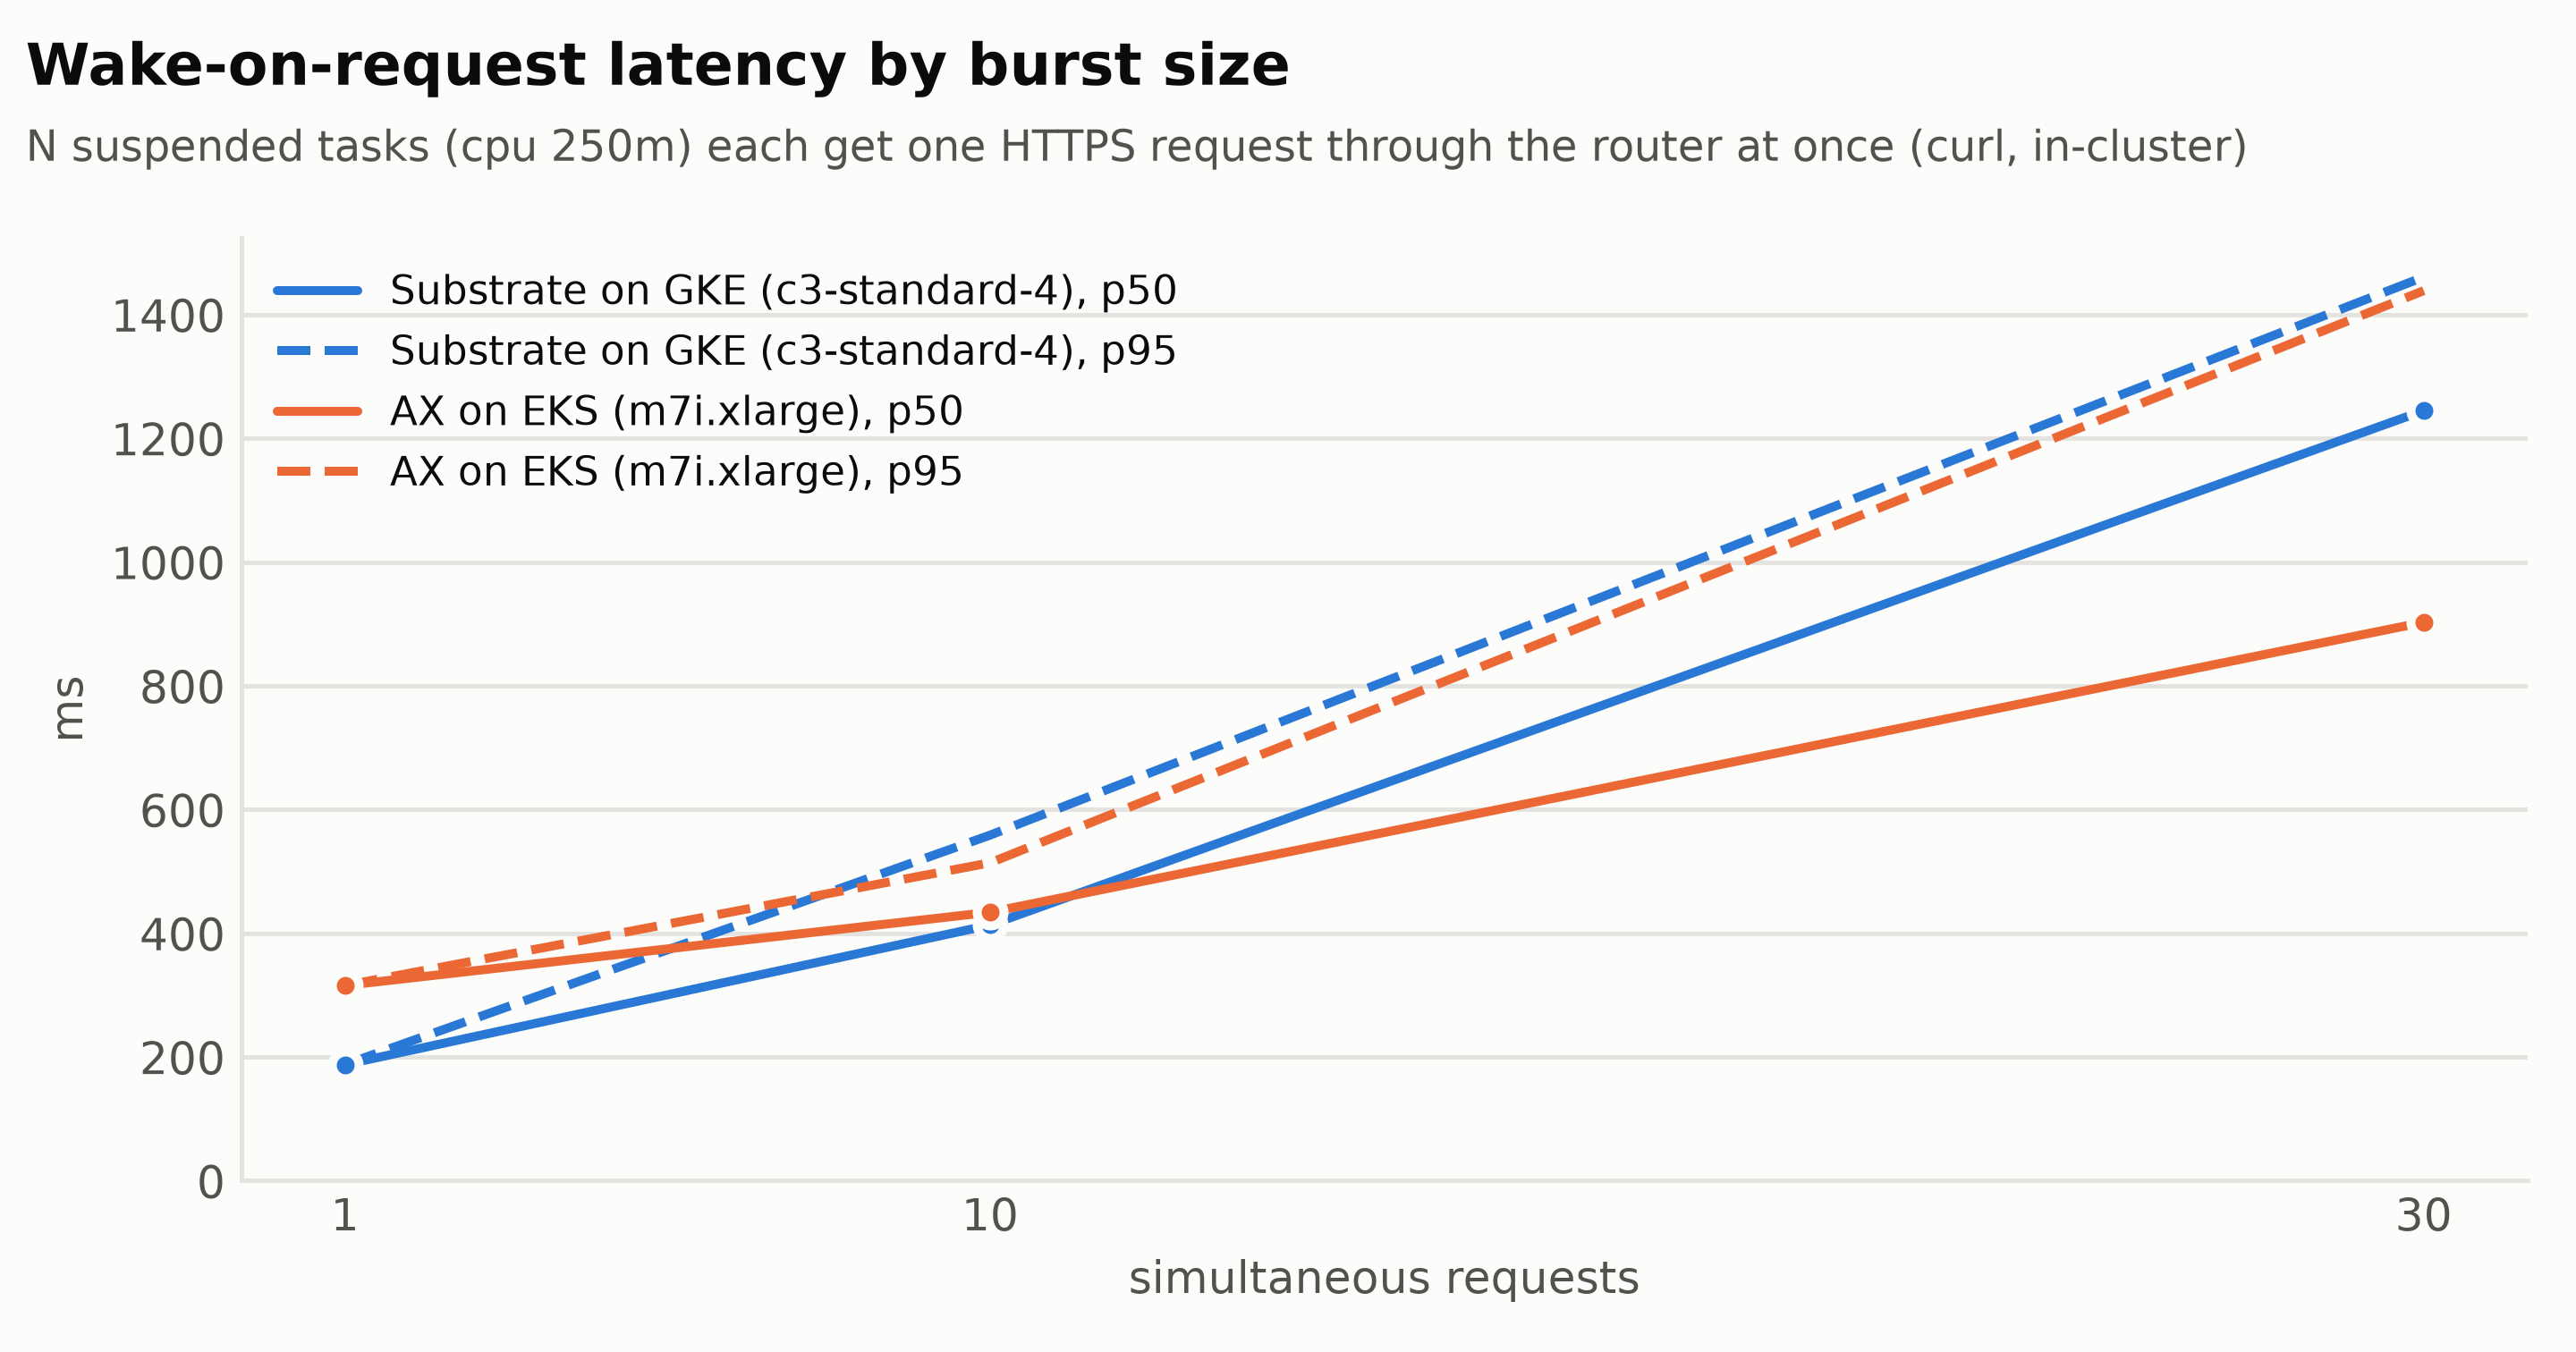 Wake-on-request latency by burst size
N suspended tasks (cpu 250m) each get one HTTPS request through the router at once (curl, in-cluster)
Substrate on GKE (c3-standard-4), p50
Substrate on GKE (c3-standard-4), p95
AX on EKS (m7i.xlarge), p50
AX on EKS (m7i.xlarge), p95
1400
1200
1000
800
600
400
200
0
ms
1 10 30
simultaneous requests